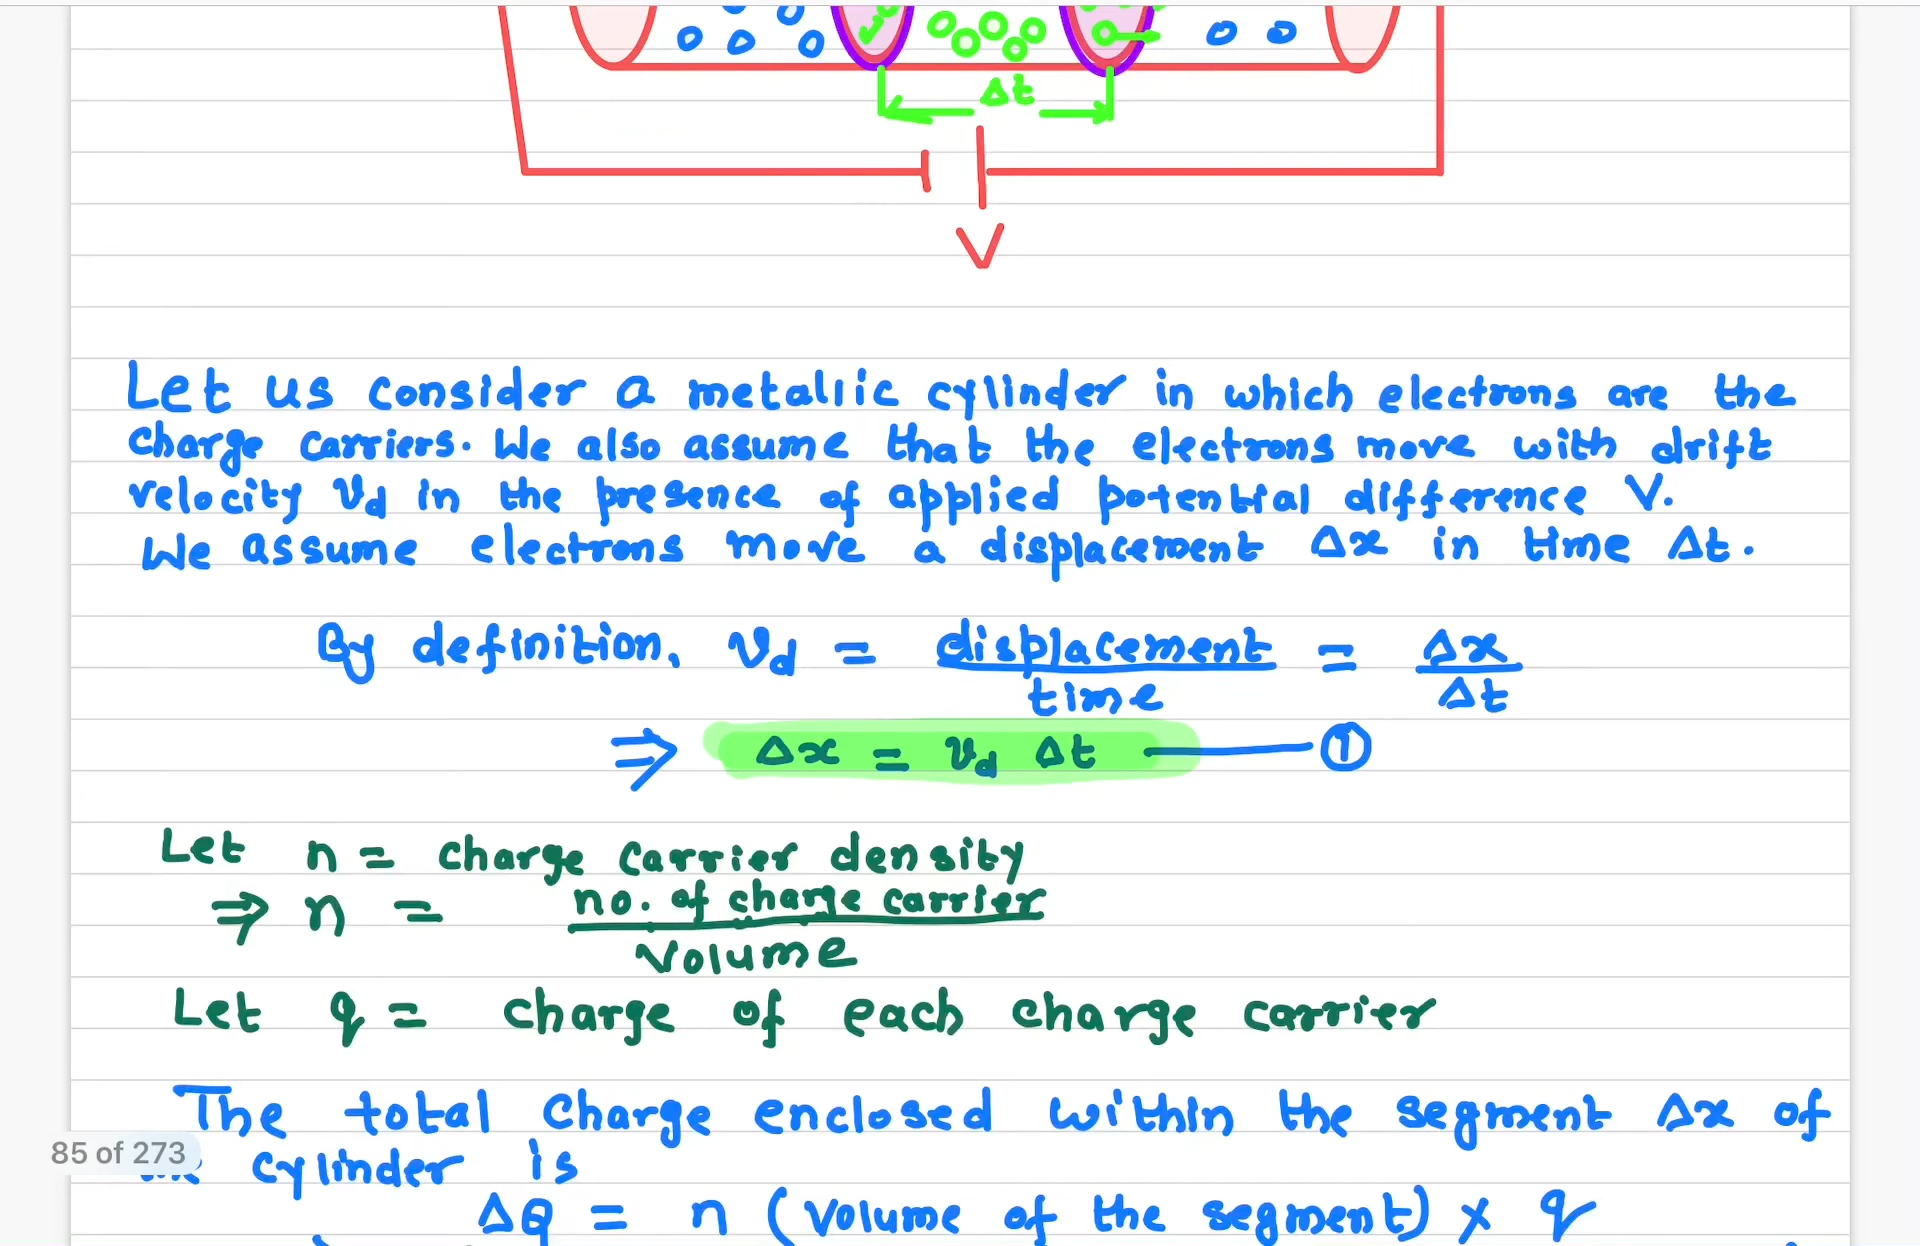 Δt
V
Let us consider a metallic cylinder in which electrons are the
charge carriers. We also assume that the electrons move with drift
velocity vd in the presence of applied potential difference V.
We assume electrons move a displacement Δx in time Δt.
By definition, vd = displacement/time = Δx/Δt
⇒ Δx = vd Δt —— ①
Let n = charge carrier density
⇒ n = no. of charge carrier/Volume
Let q = charge of each charge carrier
The total charge enclosed within the segment Δx of
cylinder is
85 of 273
ΔQ = n (volume of the segment) x q